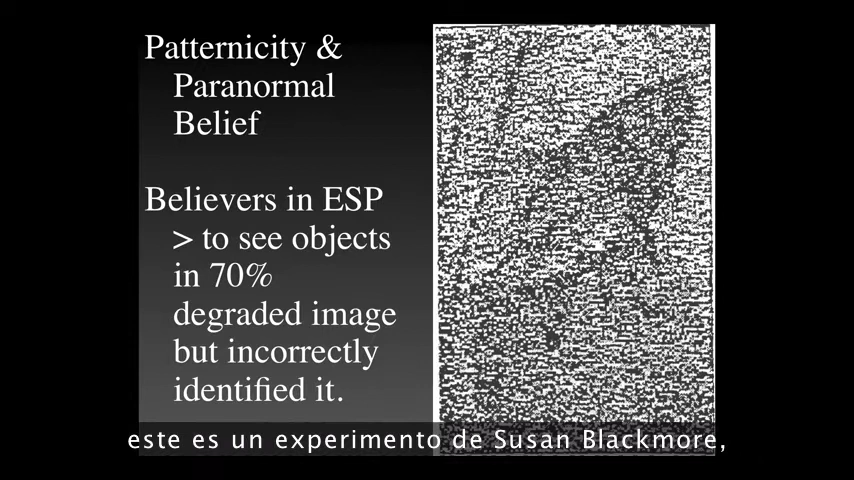 Patternicity &
Paranormal
Belief
Believers in ESP
> to see objects
in 70%
degraded image
but incorrectly
identified it.
este es un experimento de Susan Blackmore,